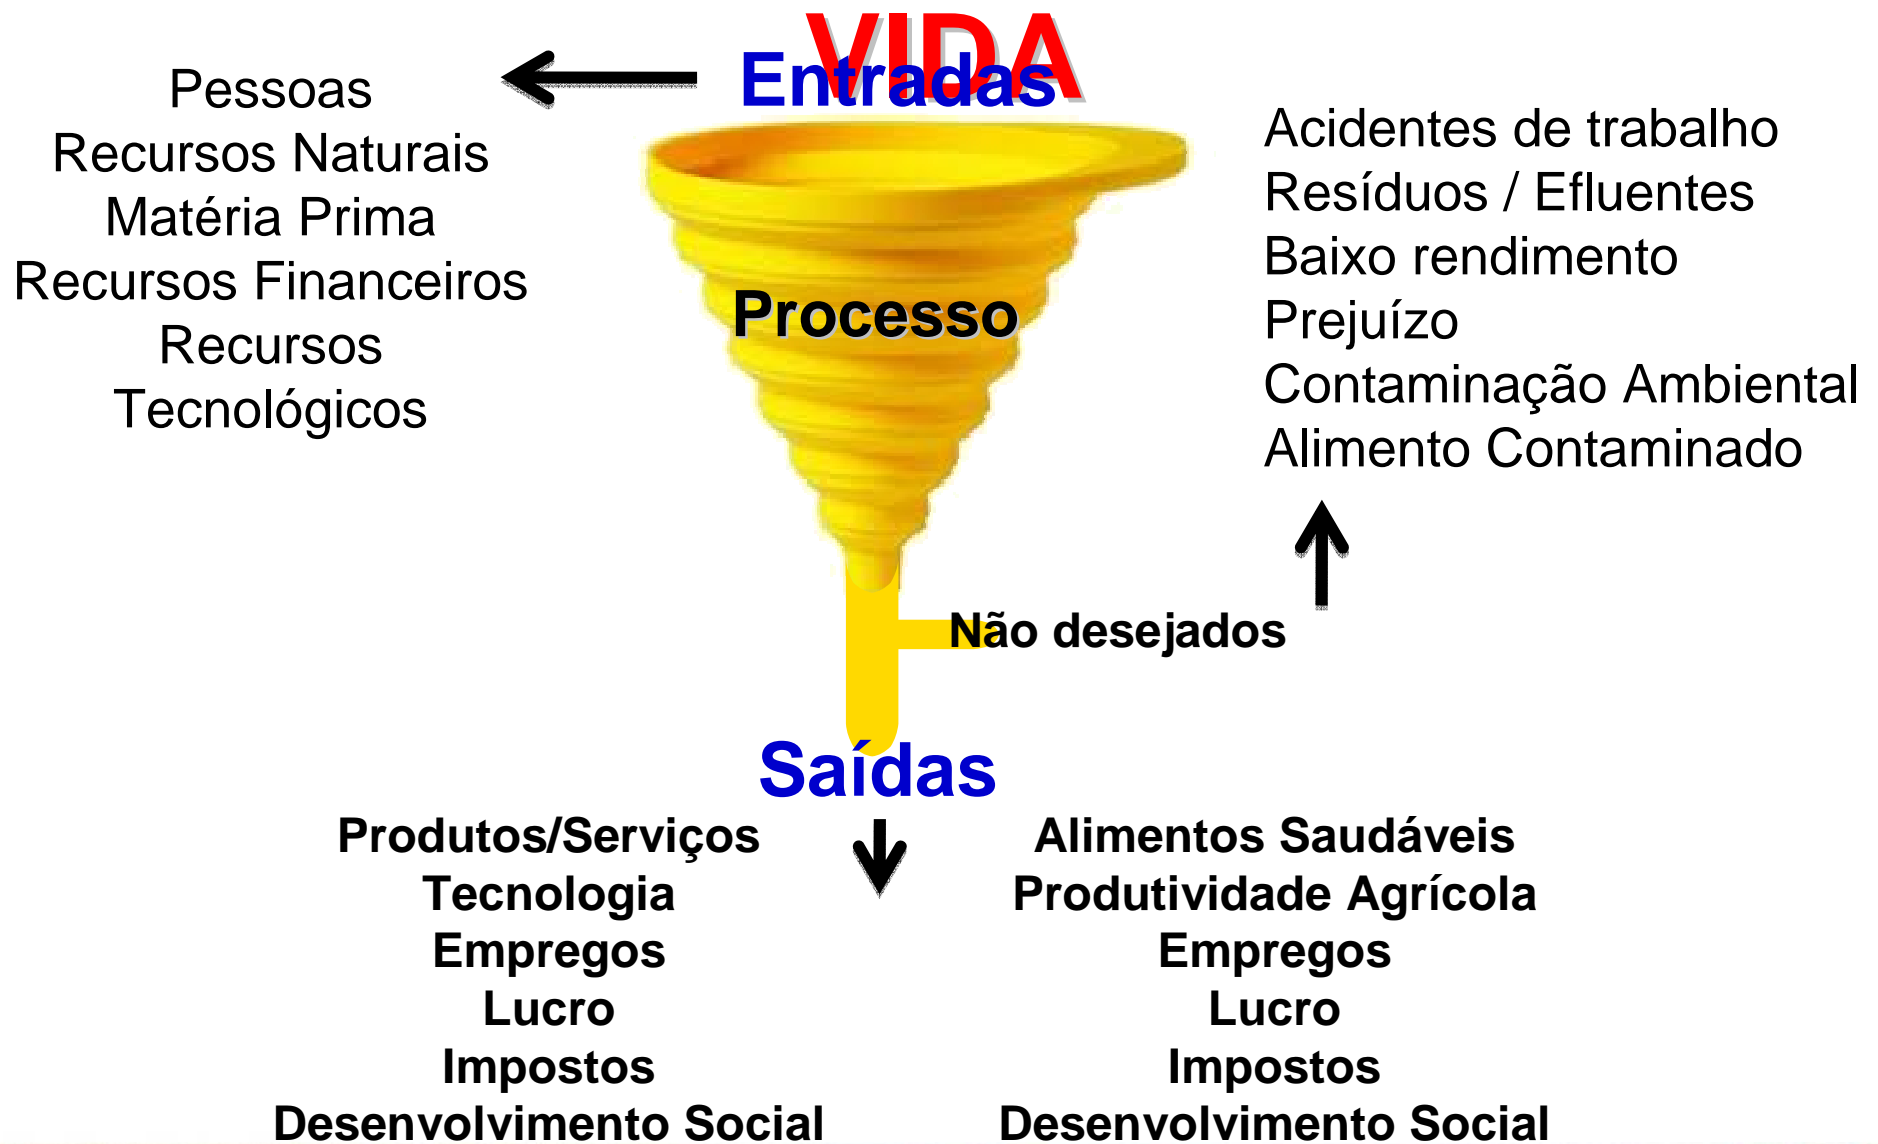 VIDA
Entradas
Pessoas
Recursos Naturais
Matéria Prima
Recursos Financeiros
Recursos
Tecnológicos
Processo
Acidentes de trabalho
Resíduos / Efluentes
Baixo rendimento
Prejuízo
Contaminação Ambiental
Alimento Contaminado
Não desejados
Saídas
Produtos/Serviços
Tecnologia
Empregos
Lucro
Impostos
Desenvolvimento Social
Alimentos Saudáveis
Produtividade Agrícola
Empregos
Lucro
Impostos
Desenvolvimento Social